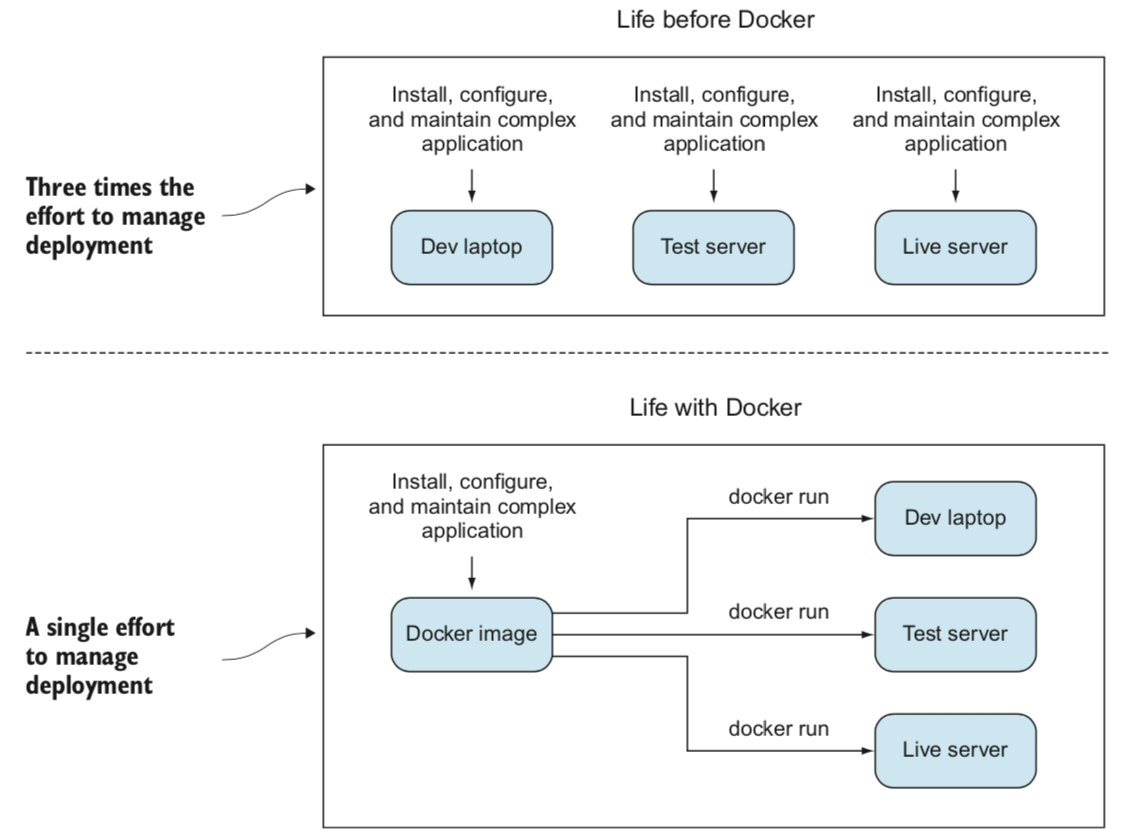 Life before Docker
Install, configure,
and maintain complex
application
Install, configure,
and maintain complex
application
Install, configure,
and maintain complex
application
Three times the
effort to manage
deployment
Dev laptop
Test server
Live server
Life with Docker
Install, configure,
and maintain complex
application
docker run
Dev laptop
A single effort
to manage
deployment
Docker image
docker run
Test server
docker run
Live server